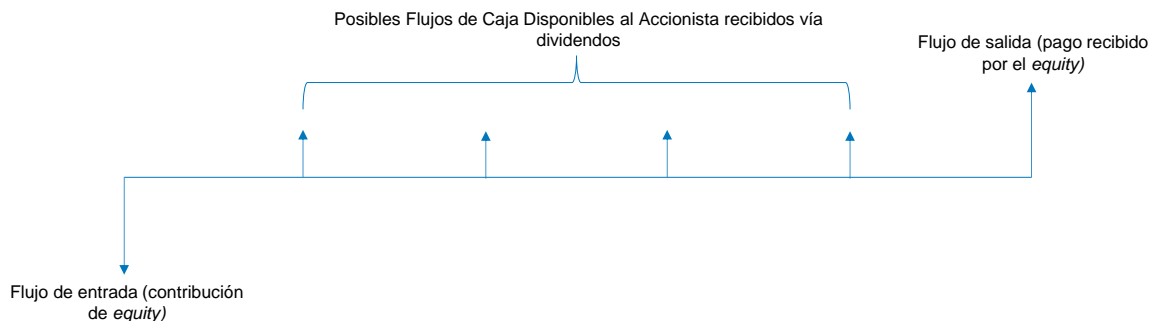 Posibles Flujos de Caja Disponibles al Accionista recibidos vía
dividendos
Flujo de salida (pago recibido
por el equity)
Flujo de entrada (contribución
de equity)